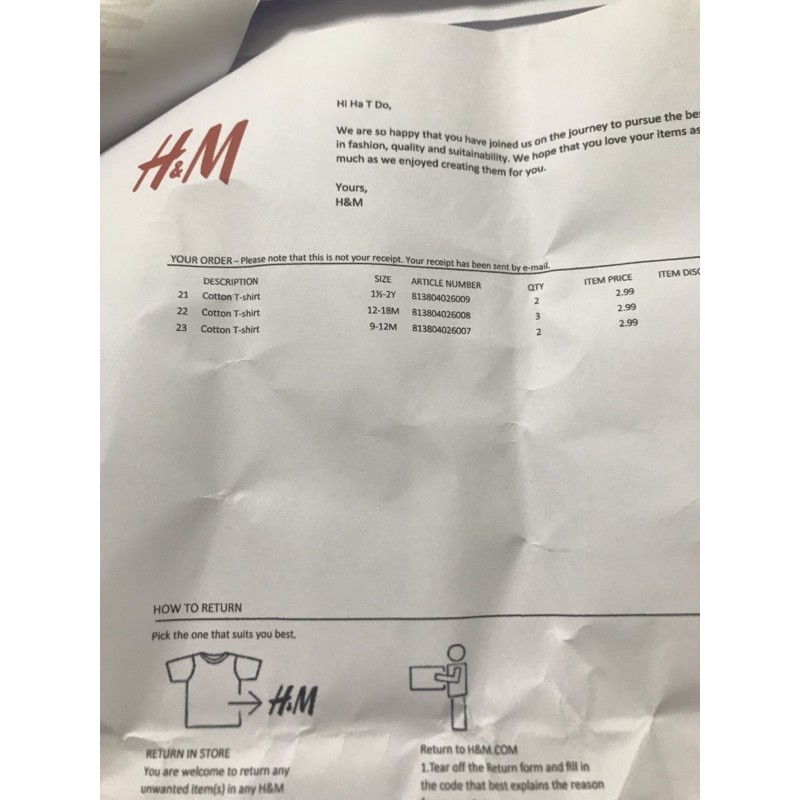 H&M
Hi Ha T Do,
We are so happy that you have joined us on the journey to pursue the
in fashion, quality and suitainability. We hope that you love your items as
much as we enjoyed creating them for you.
Yours,
H&M
YOUR ORDER – Please note that this is not your receipt. Your receipt has been sent by e-mail.
DESCRIPTION SIZE ARTICLE NUMBER QTY ITEM PRICE ITEM
21 Cotton T-shirt 1½-2Y 813804026009 2 2.99
22 Cotton T-shirt 12-18M 813804026008 3 2.99
23 Cotton T-shirt 9-12M 813804026007 2 2.99
HOW TO RETURN
Pick the one that suits you best.
H&M
RETURN IN STORE
You are welcome to return any
unwanted item(s) in any H&M
Return to H&M.COM
1.Tear off the Return form and fill in
the code that best explains the reason